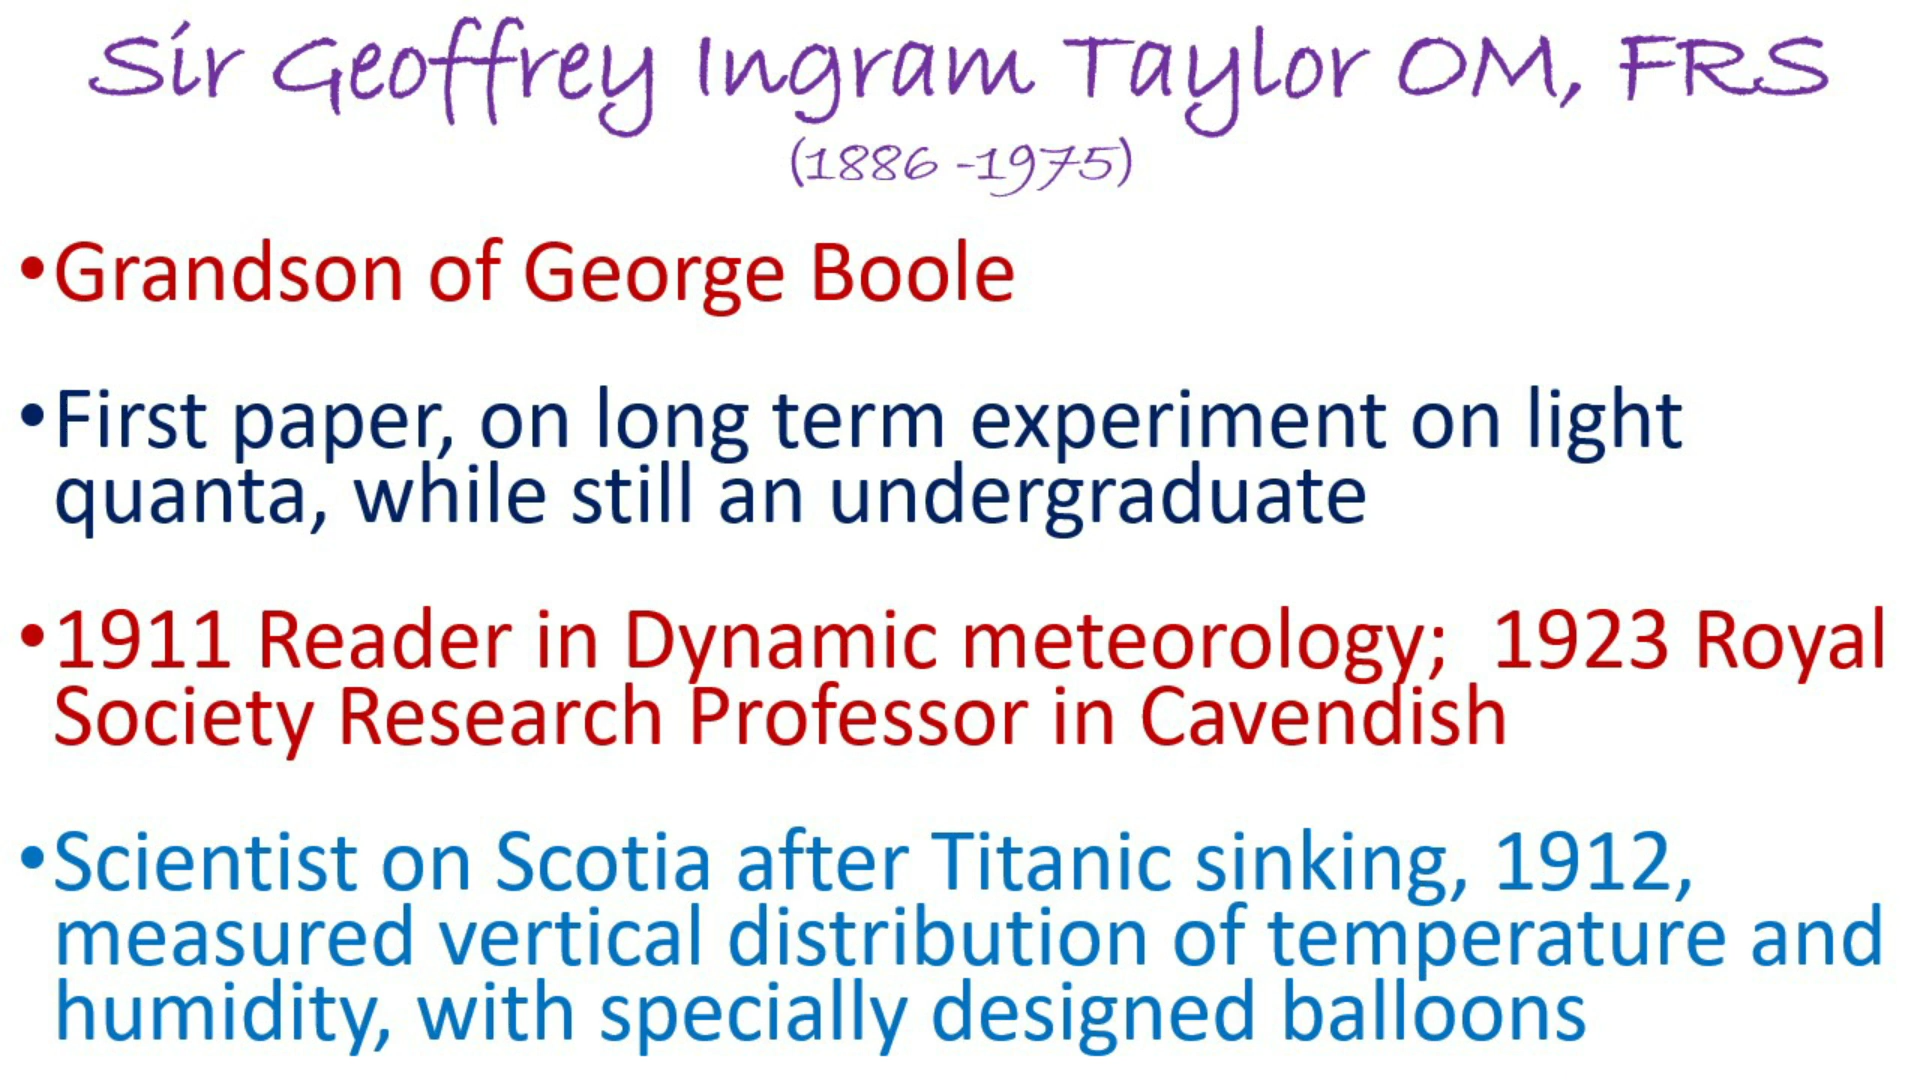 Sir Geoffrey Ingram Taylor OM, FRS
(1886 -1975)
•Grandson of George Boole
•First paper, on long term experiment on light
quanta, while still an undergraduate
•1911 Reader in Dynamic meteorology;  1923 Royal
Society Research Professor in Cavendish
•Scientist on Scotia after Titanic sinking, 1912,
measured vertical distribution of temperature and
humidity, with specially designed balloons